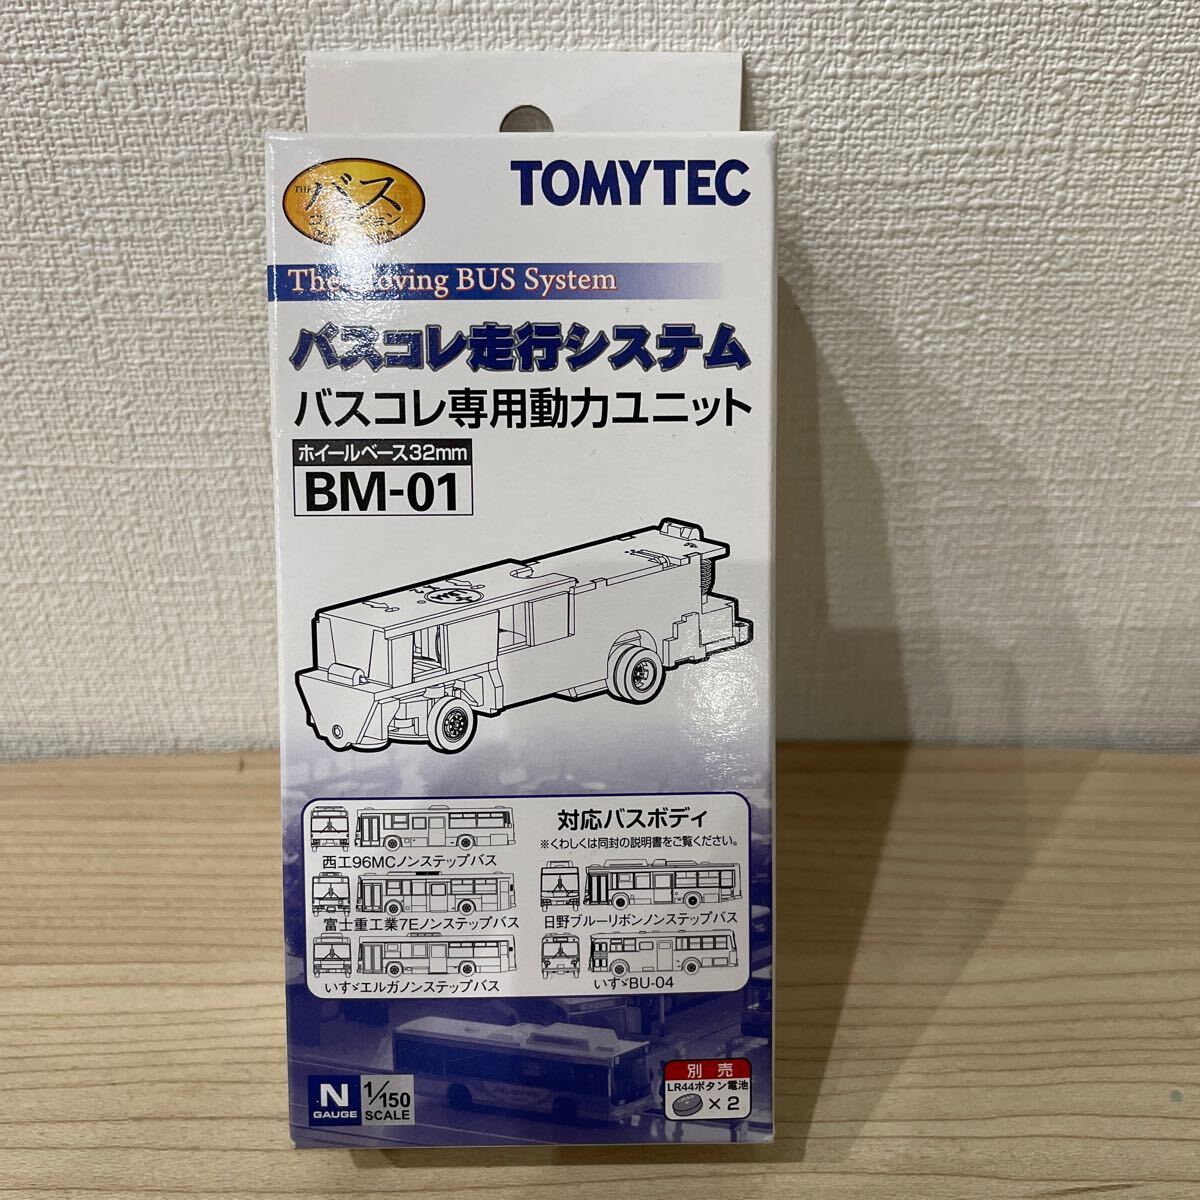 THE バス
コレクション
TOMYTEC
The Moving BUS System
バスコレ走行システム
バスコレ専用動力ユニット
ホイールベース32mm
BM-01
対応バスボディ
※くわしくは同封の説明書をご覧ください。
西工96MCノンステップバス
富士重工業7Eノンステップバス
日野ブルーリボンノンステップバス
いすゞエルガノンステップバス
いすゞBU-04
N
GAUGE
1/150
SCALE
別売
LR44ボタン電池
×2